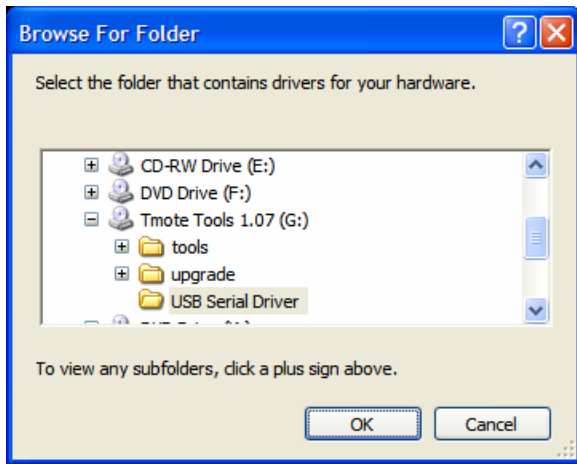 Browse For Folder
Select the folder that contains drivers for your hardware.
CD-RW Drive (E:)
DVD Drive (F:)
Tmote Tools 1.07 (G:)
tools
upgrade
USB Serial Driver
To view any subfolders, click a plus sign above.
OK Cancel